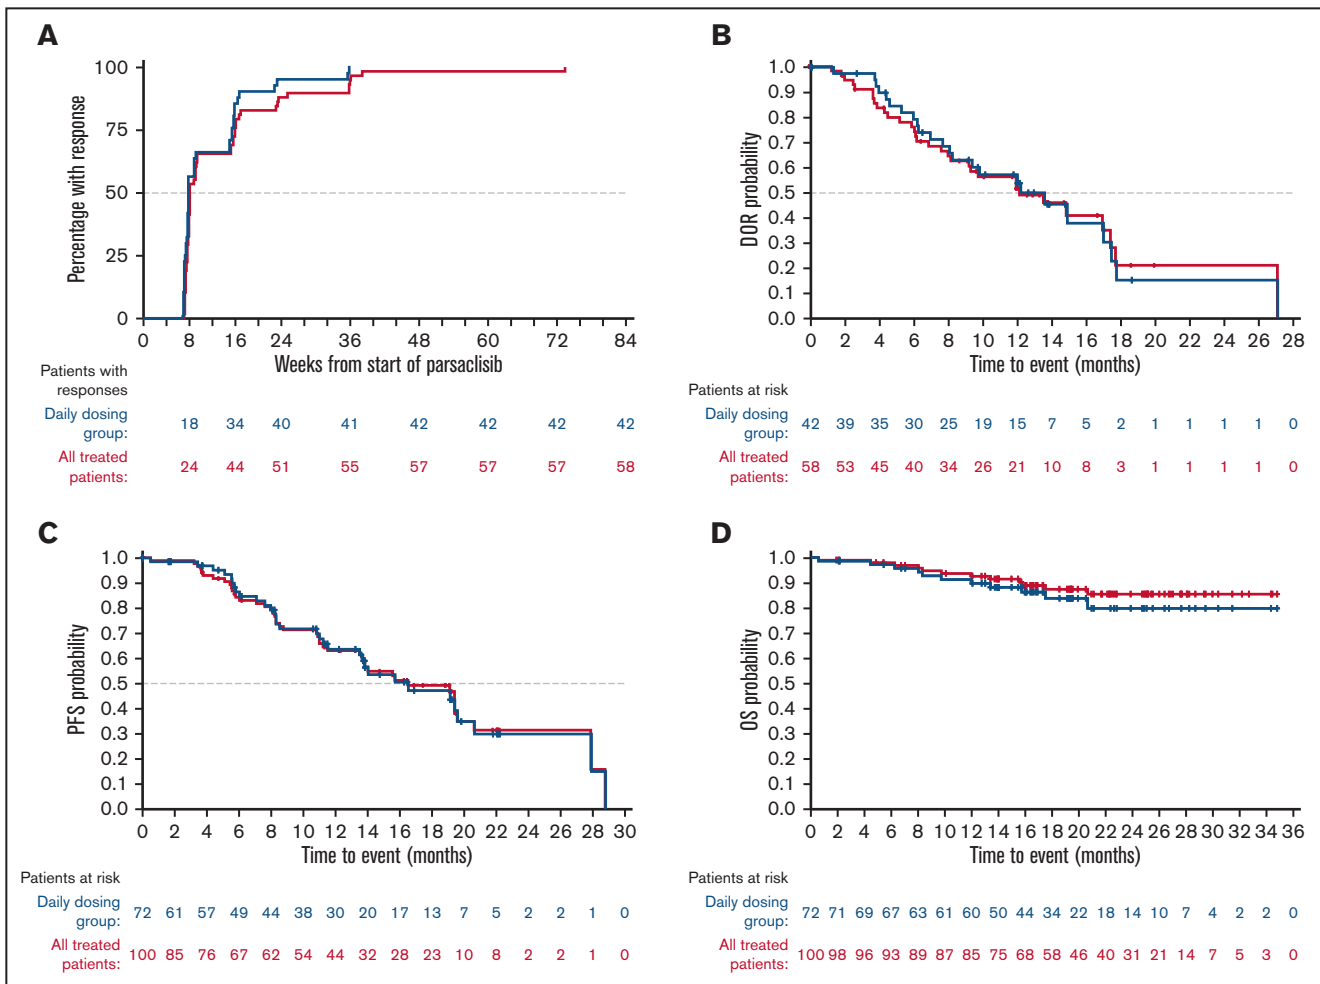 A
100
75
50
25
0
Percentage with response
0 8 16 24 36 48 60 72 84
Weeks from start of parsaclisib
Patients with
responses
Daily dosing
group: 18 34 40 41 42 42 42 42
All treated
patients: 24 44 51 55 57 57 57 58
B
1.0
0.9
0.8
0.7
0.6
0.5
0.4
0.3
0.2
0.1
0.0
DOR probability
0 2 4 6 8 10 12 14 16 18 20 22 24 26 28
Time to event (months)
Patients at risk
Daily dosing
group: 42 39 35 30 25 19 15 7 5 2 1 1 1 1 0
All treated
patients: 58 53 45 40 34 26 21 10 8 3 1 1 1 1 0
C
1.0
0.9
0.8
0.7
0.6
0.5
0.4
0.3
0.2
0.1
0.0
PFS probability
0 2 4 6 8 10 12 14 16 18 20 22 24 26 28 30
Time to event (months)
Patients at risk
Daily dosing
group: 72 61 57 49 44 38 30 20 17 13 7 5 2 2 1 0
All treated
patients: 100 85 76 67 62 54 44 32 28 23 10 8 2 2 1 0
D
1.0
0.9
0.8
0.7
0.6
0.5
0.4
0.3
0.2
0.1
0.0
OS probability
0 2 4 6 8 10 12 14 16 18 20 22 24 26 28 30 32 34 36
Time to event (months)
Patients at risk
Daily dosing
group: 72 71 69 67 63 61 60 50 44 34 22 18 14 10 7 4 2 2 0
All treated
patients: 100 98 96 93 89 87 85 75 68 58 46 40 31 21 14 7 5 3 0